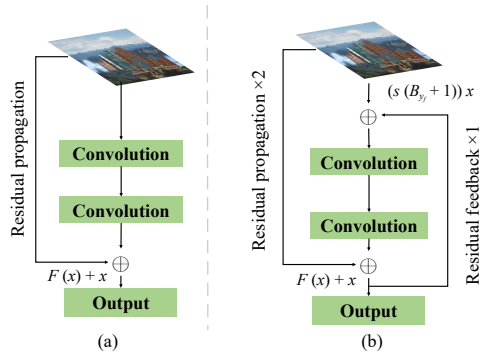 Residual propagation
Convolution
Convolution
F (x) + x
Output
(a)
Residual propagation ×2
(s (B_{y_f} + 1)) x
Convolution
Convolution
F (x) + x
Output
Residual feedback ×1
(b)